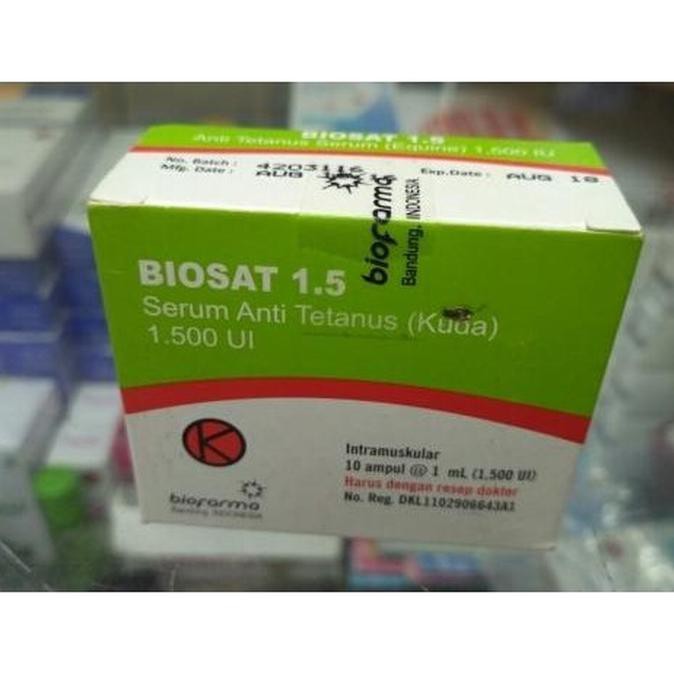 BIOSAT 1.5
Anti Tetanus Serum (Equine) 1,500 IU
No. Batch : 4203116
Mfg. Date : AUG
Exp.Date : AUG 18
biofarma
Bandung, INDONESIA
BIOSAT 1.5
Serum Anti Tetanus (Kuda)
1.500 UI
K
Intramuskular
10 ampul @ 1 mL (1,500 UI)
Harus dengan resep dokter
No. Reg. DKL1102906643A1
biofarma
Bandung INDONESIA